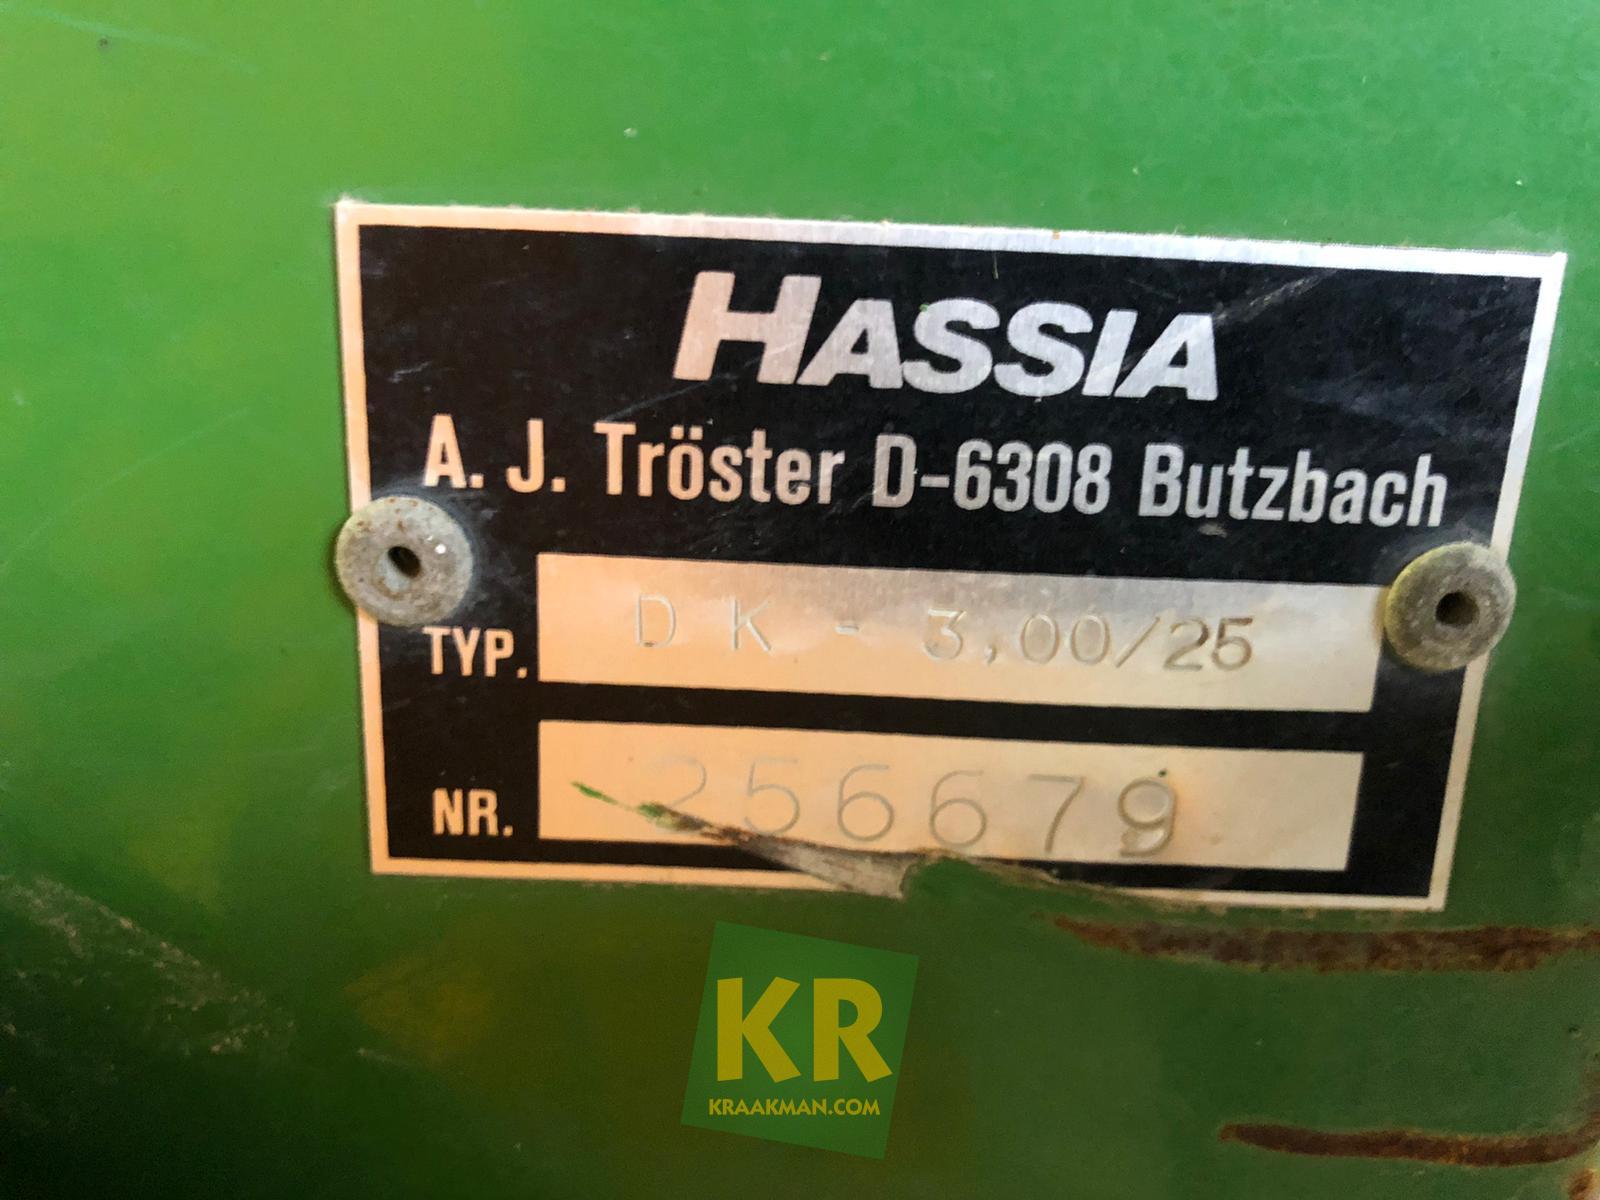 HASSIA
A. J. Tröster D-6308 Butzbach
TYP. DK - 3,00/25
NR. 256679
KR
KRAAKMAN.COM